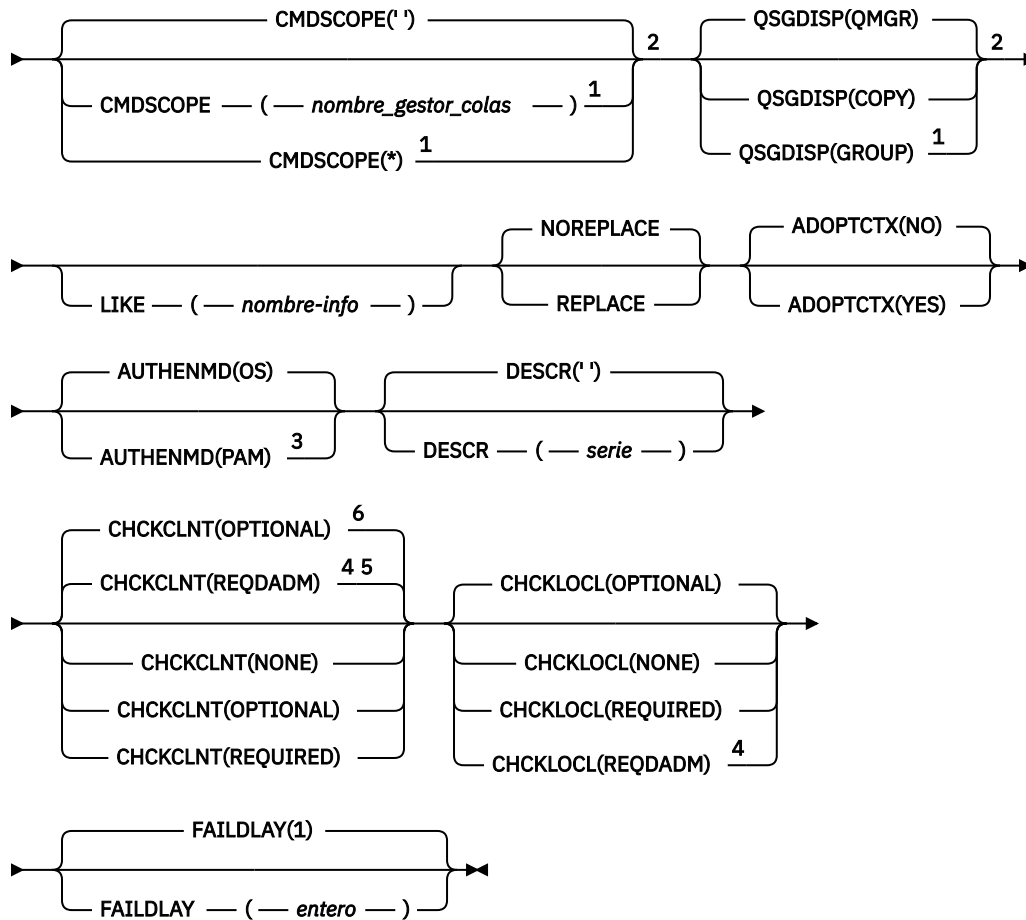 CMDSCOPE(' ')
CMDSCOPE ( nombre_gestor_colas ) 1
CMDSCOPE(*) 1
2
QSGDISP(QMGR)
QSGDISP(COPY)
QSGDISP(GROUP) 1
2
LIKE ( nombre-info )
NOREPLACE
REPLACE
ADOPTCTX(NO)
ADOPTCTX(YES)
AUTHENMD(OS)
AUTHENMD(PAM) 3
DESCR(' ')
DESCR ( serie )
CHCKCLNT(OPTIONAL) 6
CHCKCLNT(REQDADM) 4 5
CHCKCLNT(NONE)
CHCKCLNT(OPTIONAL)
CHCKCLNT(REQUIRED)
CHCKLOCL(OPTIONAL)
CHCKLOCL(NONE)
CHCKLOCL(REQUIRED)
CHCKLOCL(REQDADM) 4
FAILDLAY(1)
FAILDLAY ( entero )